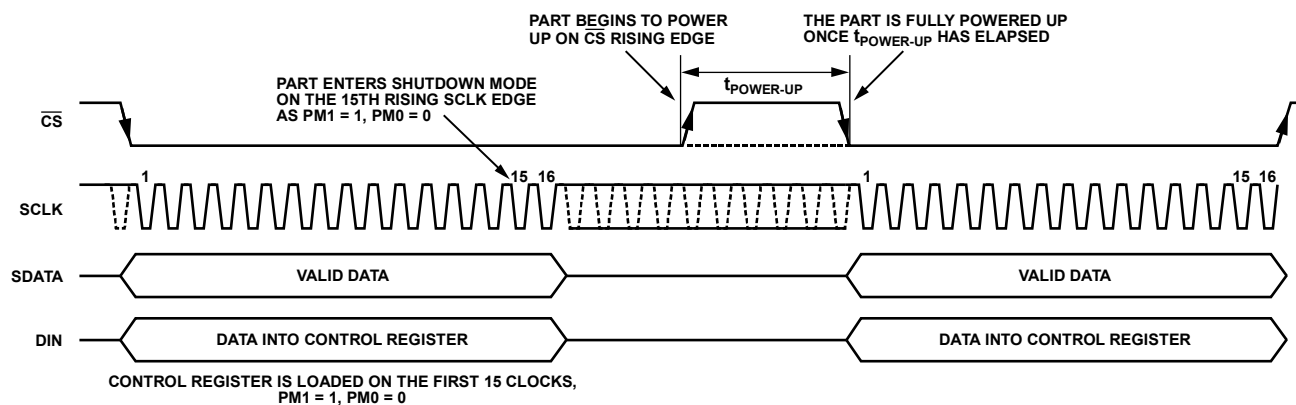 PART BEGINS TO POWER
UP ON CS RISING EDGE
THE PART IS FULLY POWERED UP
ONCE tPOWER-UP HAS ELAPSED
PART ENTERS SHUTDOWN MODE
ON THE 15TH RISING SCLK EDGE
AS PM1 = 1, PM0 = 0
tPOWER-UP
CS
1 15 16 1 15 16
SCLK
SDATA VALID DATA VALID DATA
DIN DATA INTO CONTROL REGISTER DATA INTO CONTROL REGISTER
CONTROL REGISTER IS LOADED ON THE FIRST 15 CLOCKS,
PM1 = 1, PM0 = 0